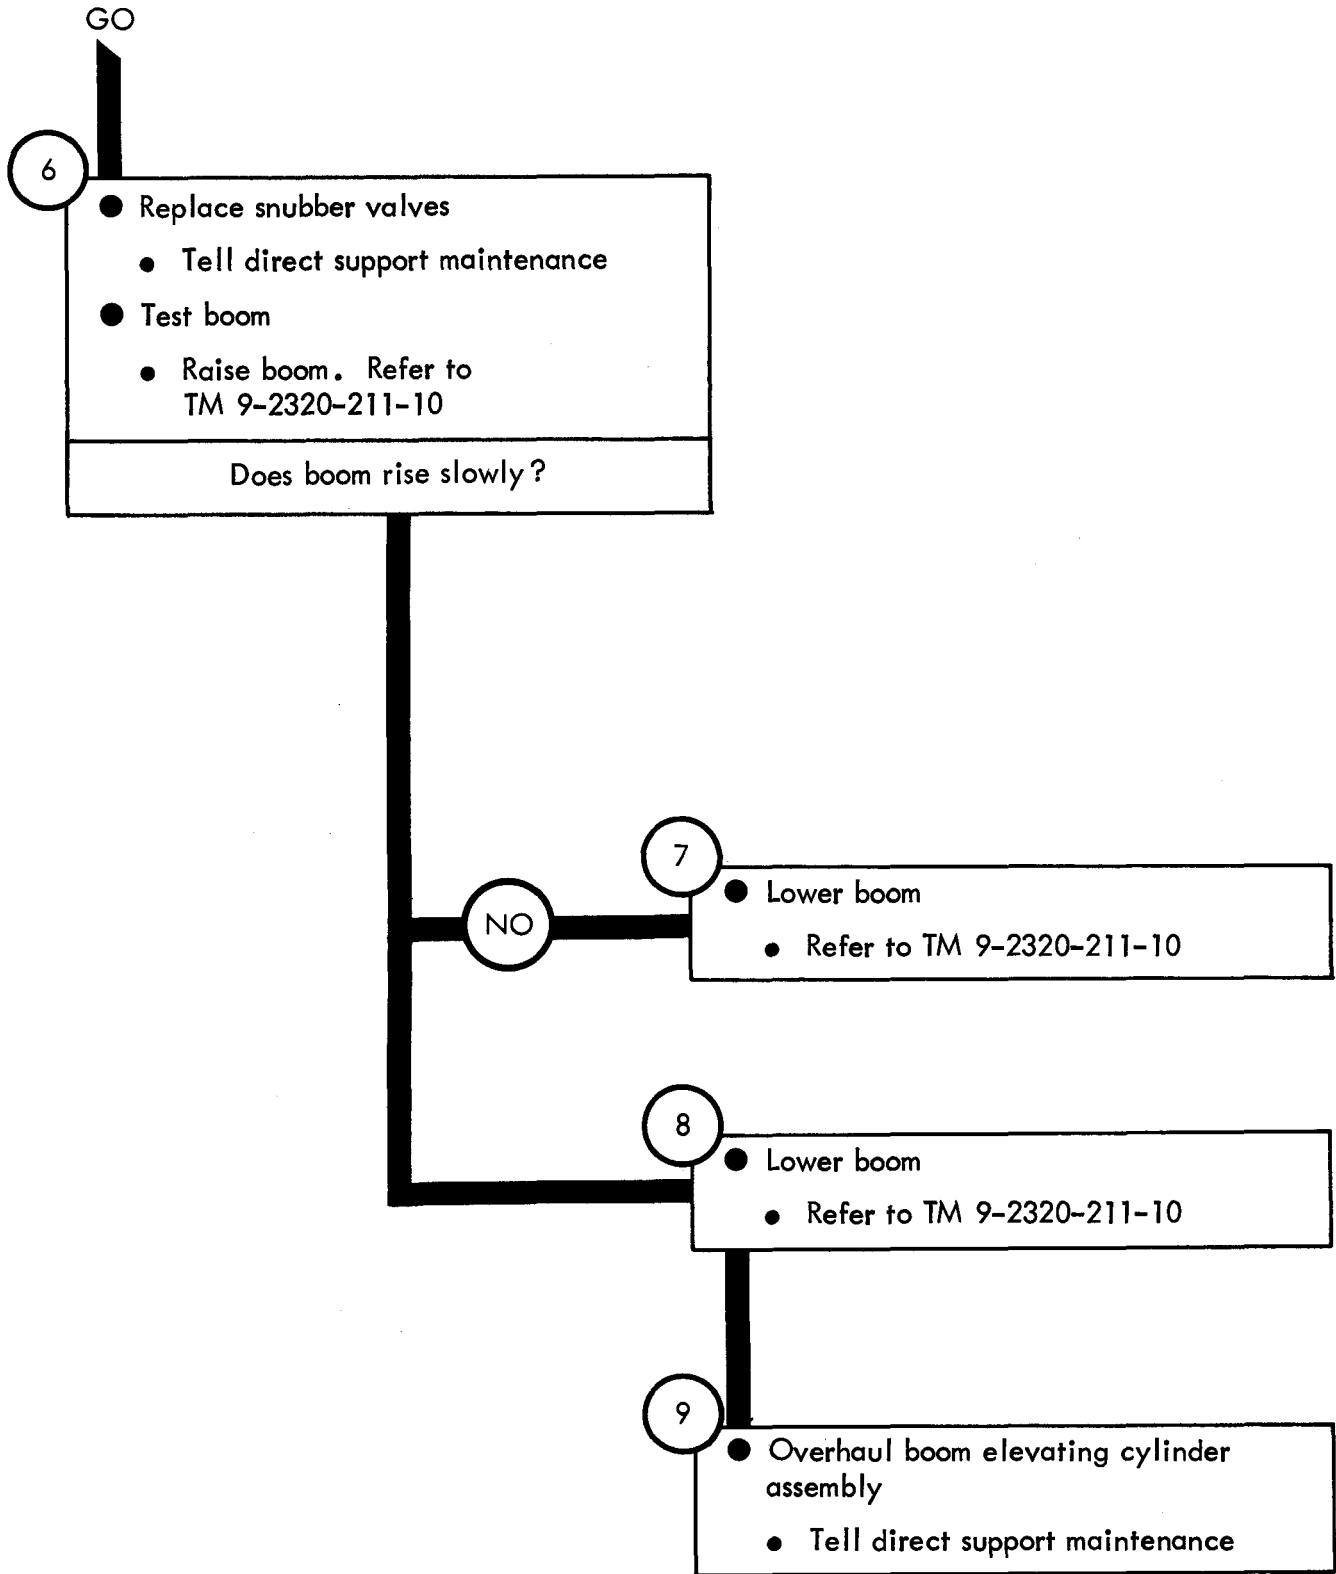 GO
6
● Replace snubber valves
● Tell direct support maintenance
● Test boom
● Raise boom. Refer to
TM 9-2320-211-10
Does boom rise slowly?
7
● Lower boom
NO
● Refer to TM 9-2320-211-10
8
● Lower boom
● Refer to TM 9-2320-211-10
9
● Overhaul boom elevating cylinder
assembly
● Tell direct support maintenance